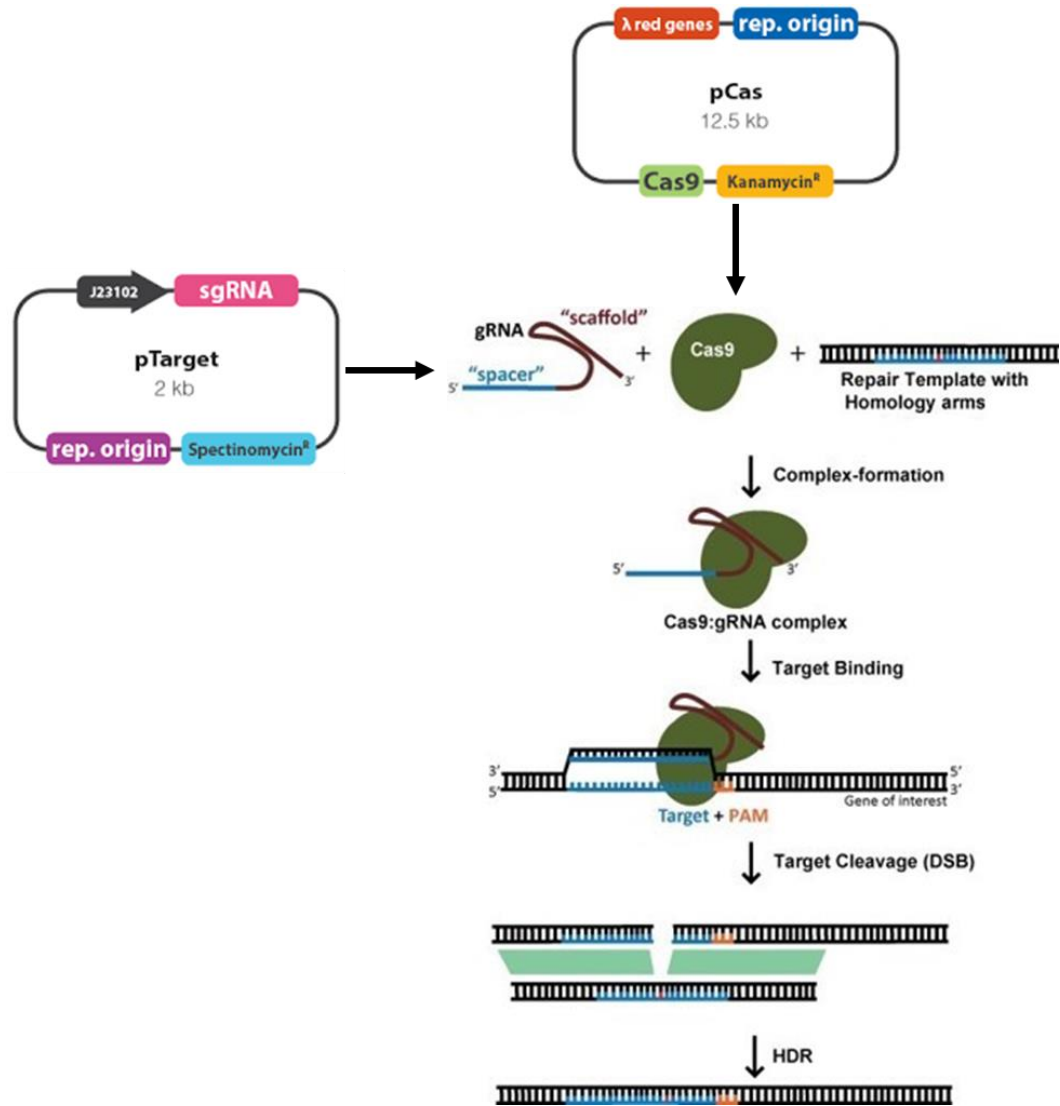 λ red genes
rep. origin
pCas
12.5 kb
Cas9
Kanamycinᴿ
J23102
sgRNA
pTarget
2 kb
rep. origin
Spectinomycinᴿ
gRNA
"scaffold"
"spacer"
5'
3'
+
Cas9
+
Repair Template with
Homology arms
Complex-formation
5'
3'
Cas9:gRNA complex
Target Binding
3'
5'
5'
3'
Gene of interest
Target + PAM
Target Cleavage (DSB)
HDR